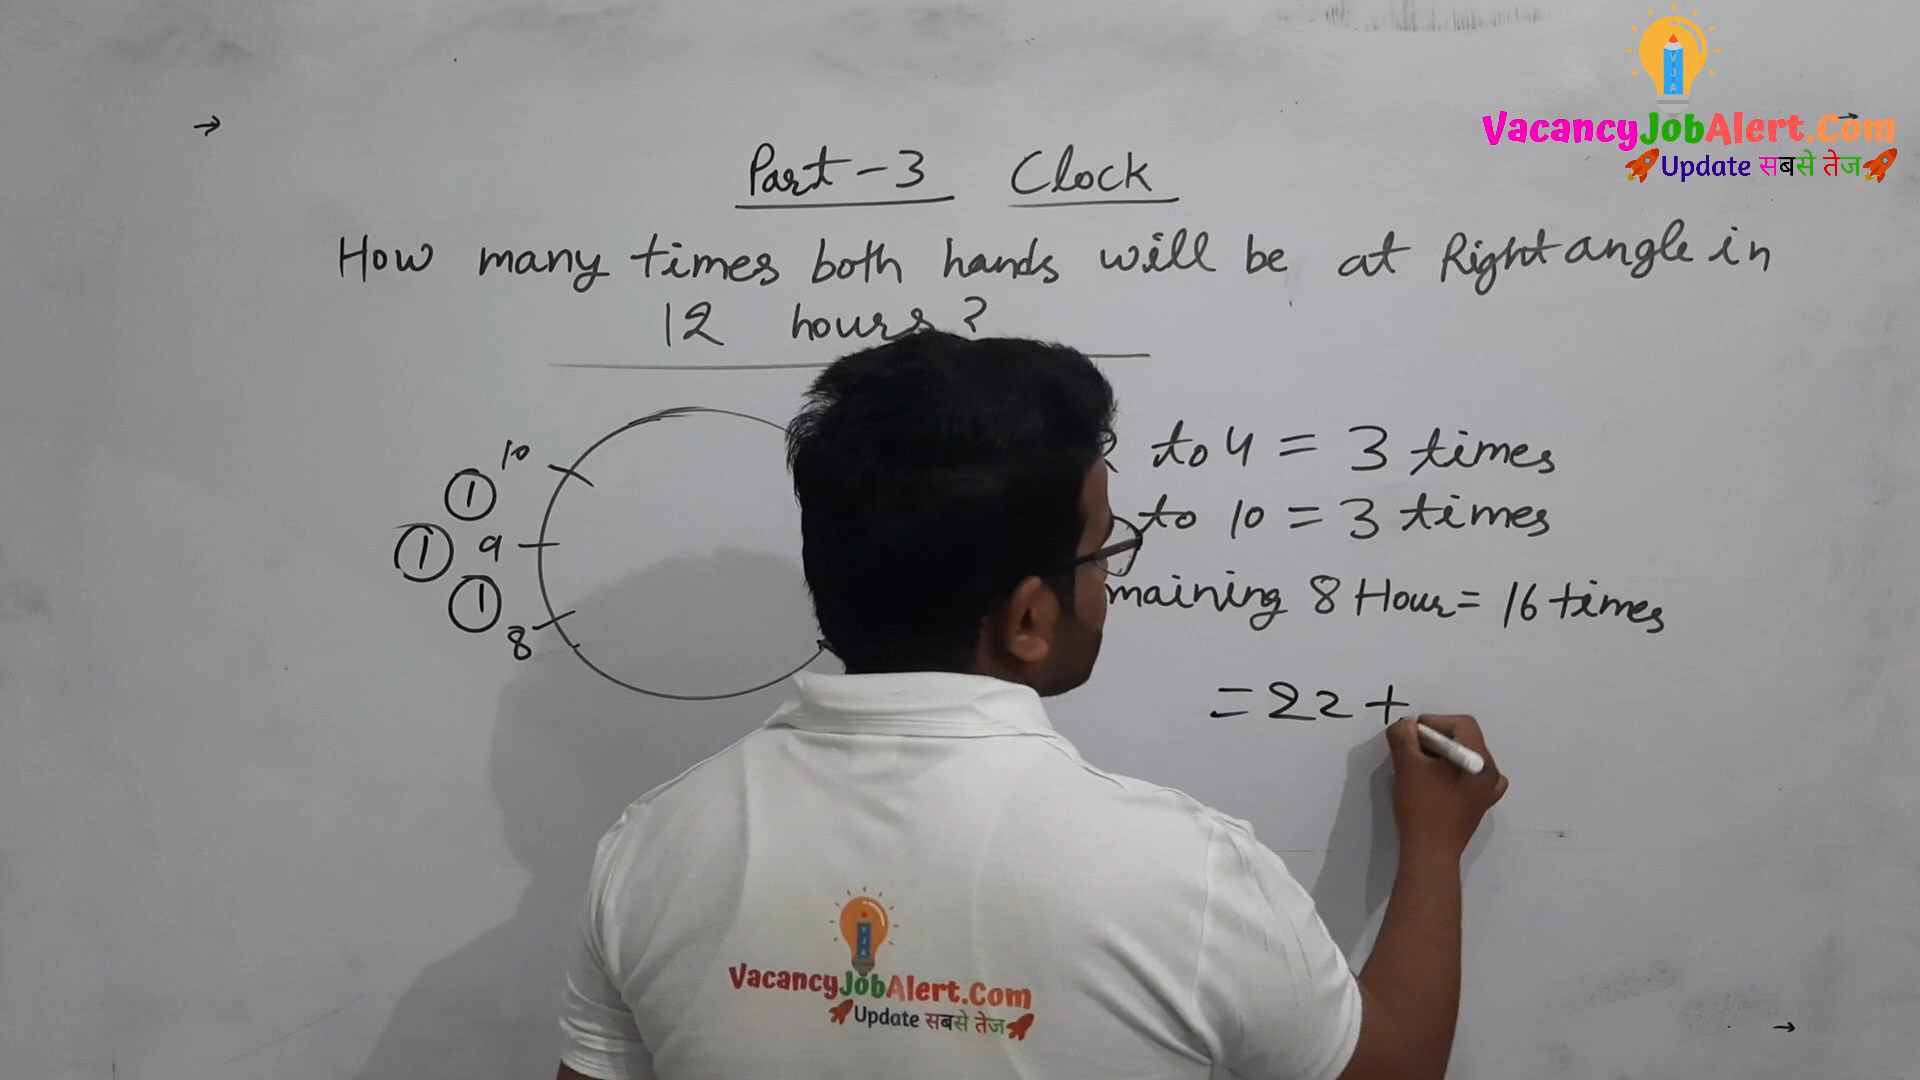 VacancyJobAlert.Com
Update सबसे तेज
Part-3 Clock
How many times both hands will be at Right angle in
12 hours?
10
1
1 9
1
8
to 4 = 3 times
to 10 = 3 times
8 Hour = 16 times
= 22 +
VJA
VacancyJobAlert.Com
Update सबसे तेज